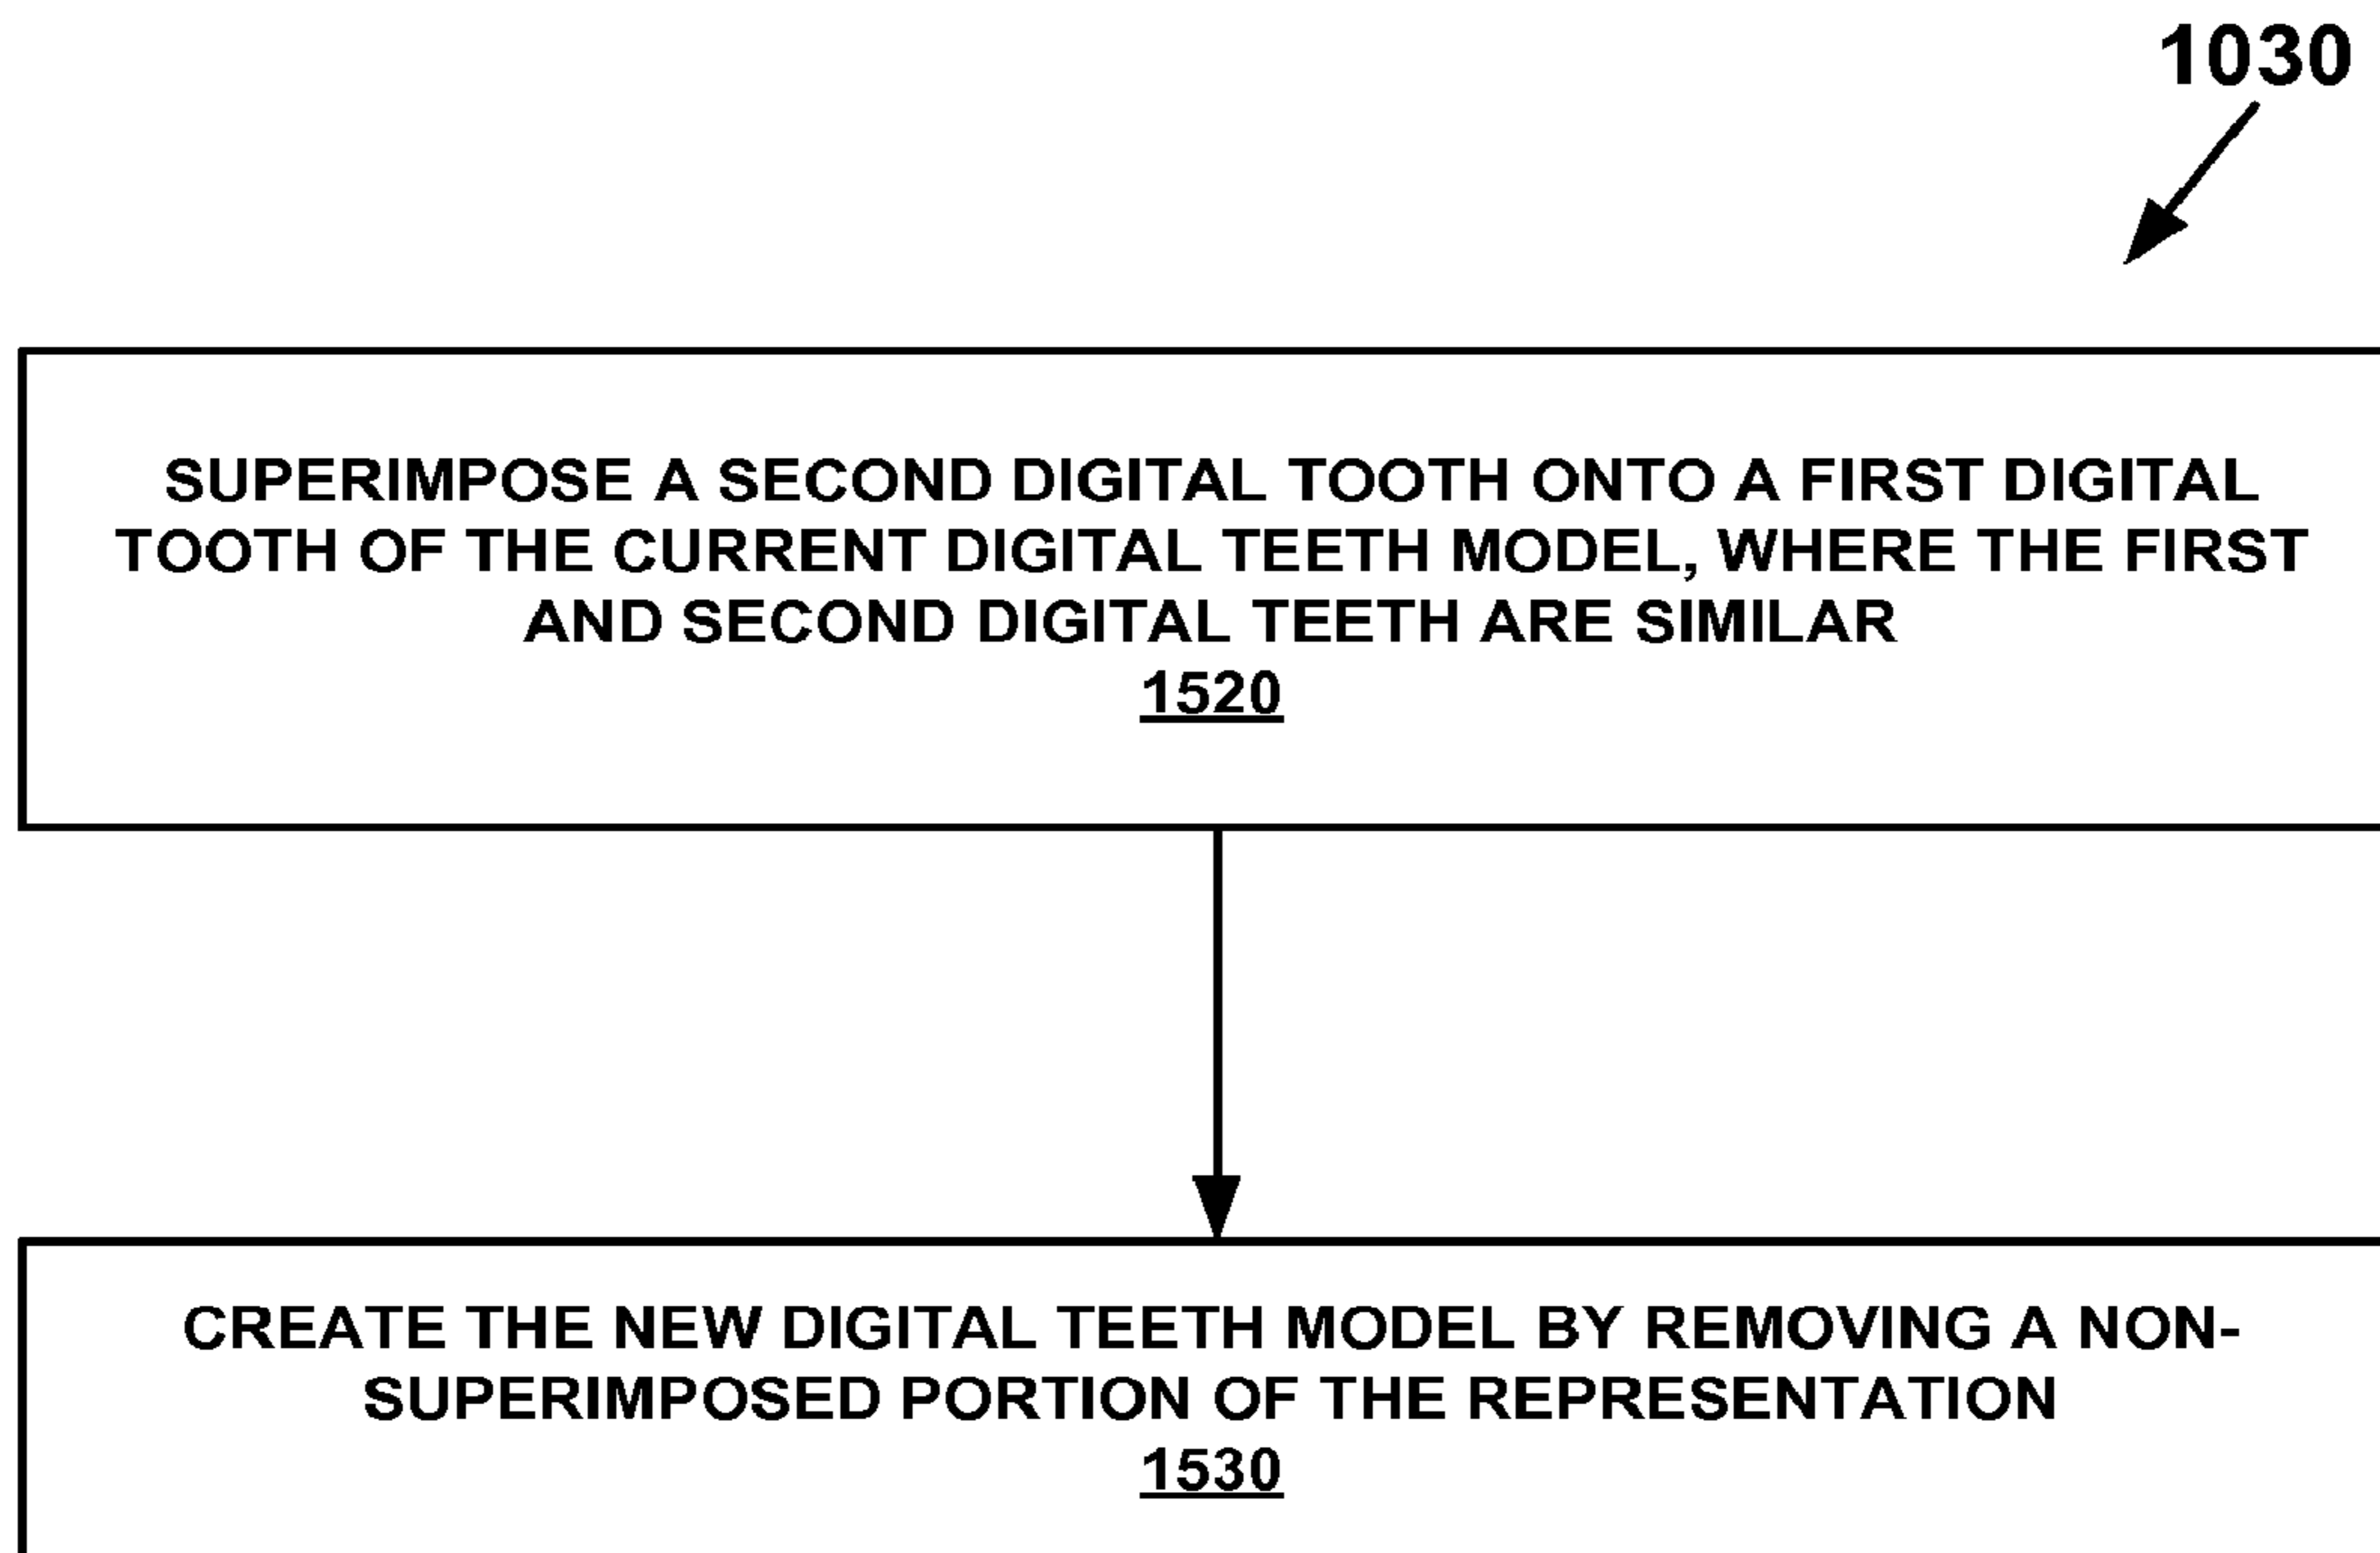 1030
SUPERIMPOSE A SECOND DIGITAL TOOTH ONTO A FIRST DIGITAL
TOOTH OF THE CURRENT DIGITAL TEETH MODEL, WHERE THE FIRST
AND SECOND DIGITAL TEETH ARE SIMILAR
1520
CREATE THE NEW DIGITAL TEETH MODEL BY REMOVING A NON-
SUPERIMPOSED PORTION OF THE REPRESENTATION
1530